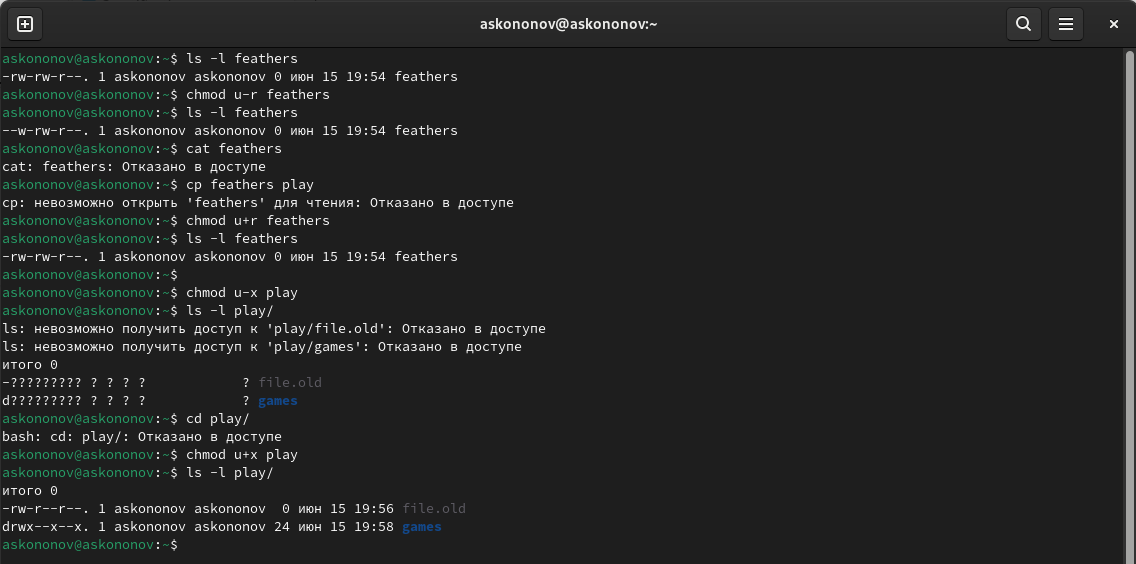 askononov@askononov:~
askononov@askononov:~$ ls -l feathers
-rw-rw-r--. 1 askononov askononov 0 июн 15 19:54 feathers
askononov@askononov:~$ chmod u-r feathers
askononov@askononov:~$ ls -l feathers
--w-rw-r--. 1 askononov askononov 0 июн 15 19:54 feathers
askononov@askononov:~$ cat feathers
cat: feathers: Отказано в доступе
askononov@askononov:~$ cp feathers play
cp: невозможно открыть 'feathers' для чтения: Отказано в доступе
askononov@askononov:~$ chmod u+r feathers
askononov@askononov:~$ ls -l feathers
-rw-rw-r--. 1 askononov askononov 0 июн 15 19:54 feathers
askononov@askononov:~$
askononov@askononov:~$ chmod u-x play
askononov@askononov:~$ ls -l play/
ls: невозможно получить доступ к 'play/file.old': Отказано в доступе
ls: невозможно получить доступ к 'play/games': Отказано в доступе
итого 0
-????????? ? ? ? ?            ? file.old
d????????? ? ? ? ?            ? games
askononov@askononov:~$ cd play/
bash: cd: play/: Отказано в доступе
askononov@askononov:~$ chmod u+x play
askononov@askononov:~$ ls -l play/
итого 0
-rw-r--r--. 1 askononov askononov  0 июн 15 19:56 file.old
drwx--x--x. 1 askononov askononov 24 июн 15 19:58 games
askononov@askononov:~$